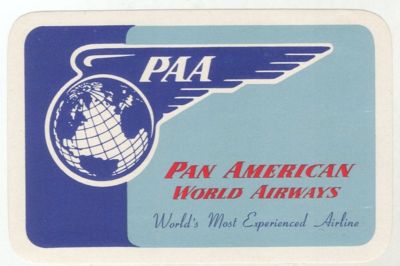 PAA
PAN AMERICAN
WORLD AIRWAYS
World's Most Experienced Airline